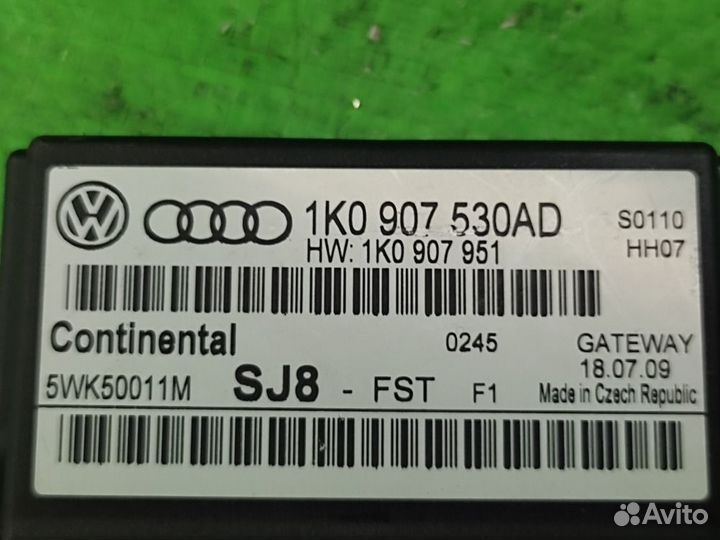 1K0 907 530AD S0110
HW: 1K0 907 951 HH07
Continental 0245 GATEWAY
18.07.09
5WK50011M SJ8 - FST F1 Made in Czech Republic
Avito